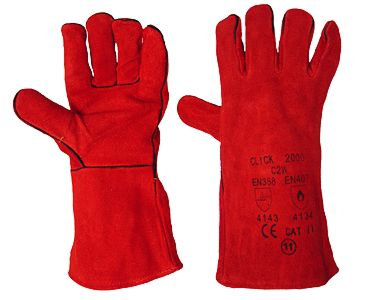 CLICK 2000
C2W
EN388 EN407
4143 4134
CE CAT II
11